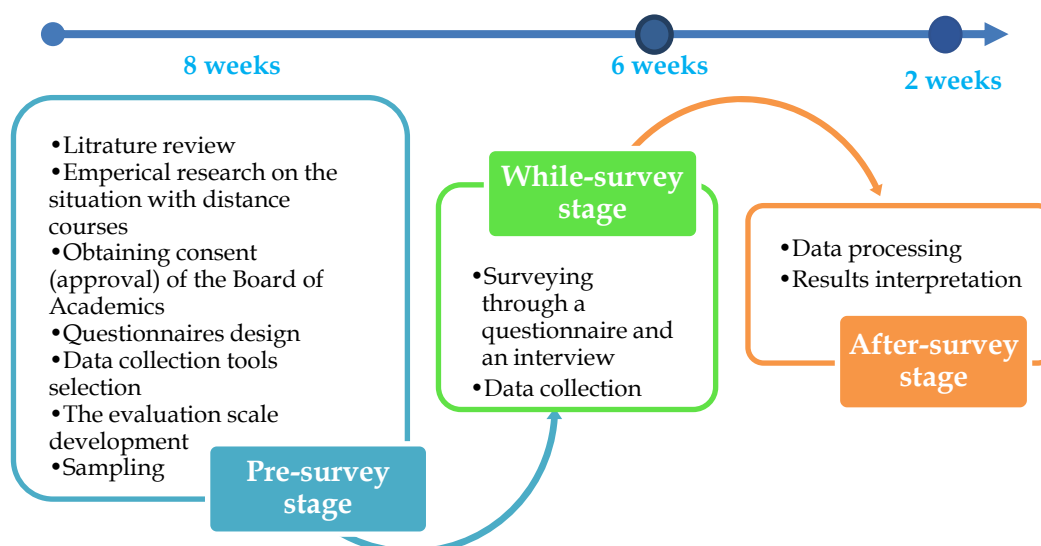 8 weeks
6 weeks
2 weeks
•Litrature review
•Emperical research on the
situation with distance
courses
•Obtaining consent
(approval) of the Board of
Academics
•Questionnaires design
•Data collection tools
selection
•The evaluation scale
development
•Sampling
Pre-survey
stage
While-survey
stage
•Surveying
through a
questionnaire and
an interview
•Data collection
•Data processing
•Results interpretation
After-survey
stage